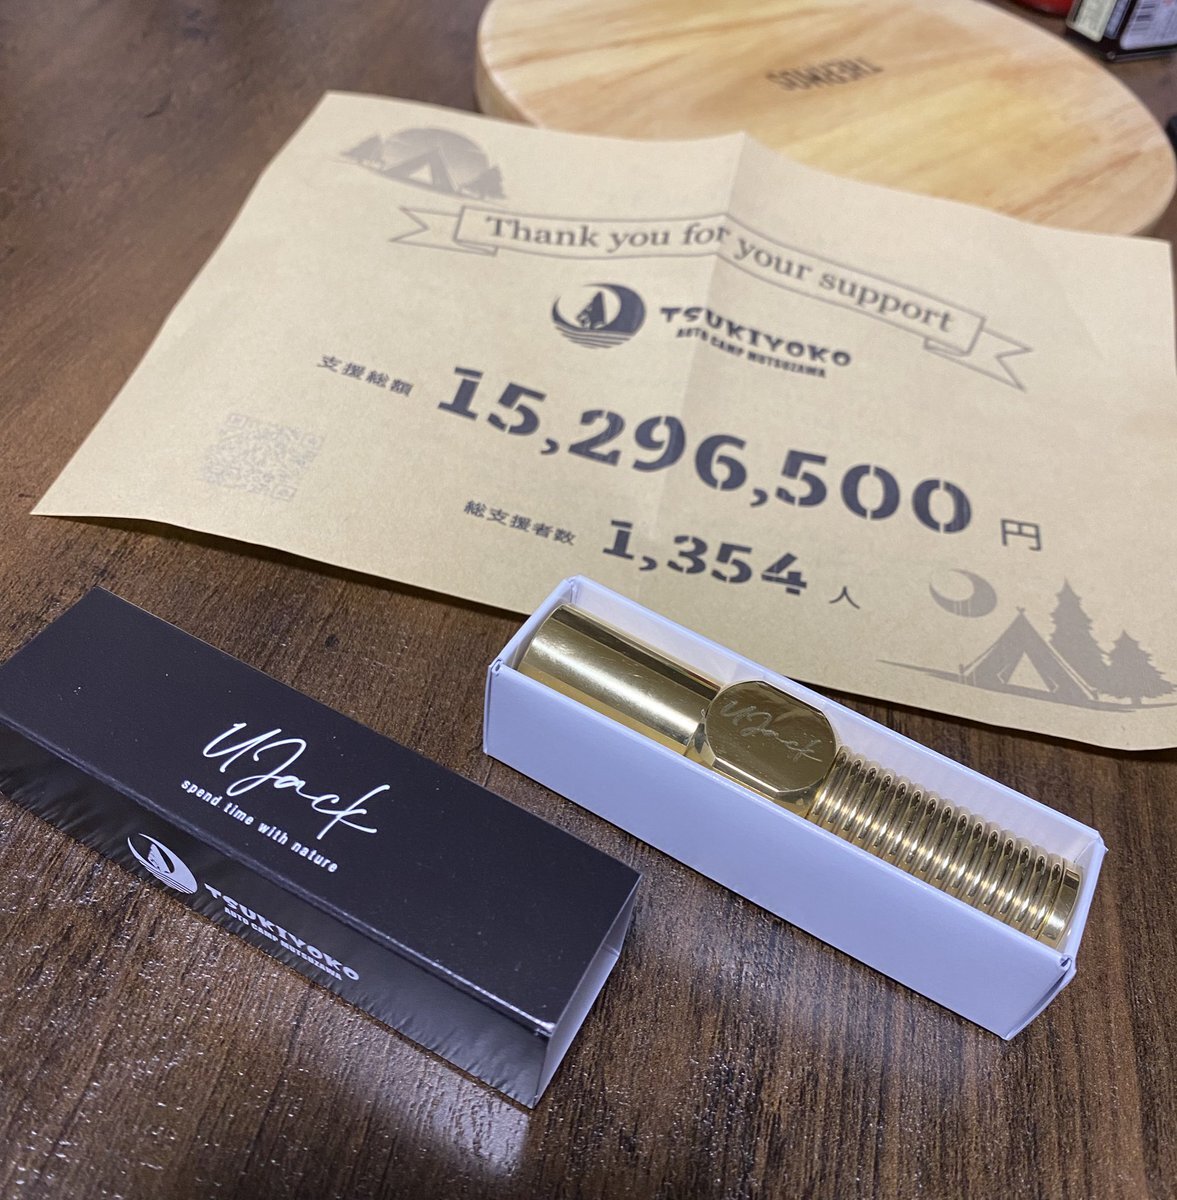 THERMOS
Thank you for your support
TSUKIYOKO
AUTO CAMP MUTSUZAWA
支援総額 15,296,500 円
総支援者数 1,354 人
UJack
UJack
spend time with nature
TSUKIYOKO
AUTO CAMP MUTSUZAWA